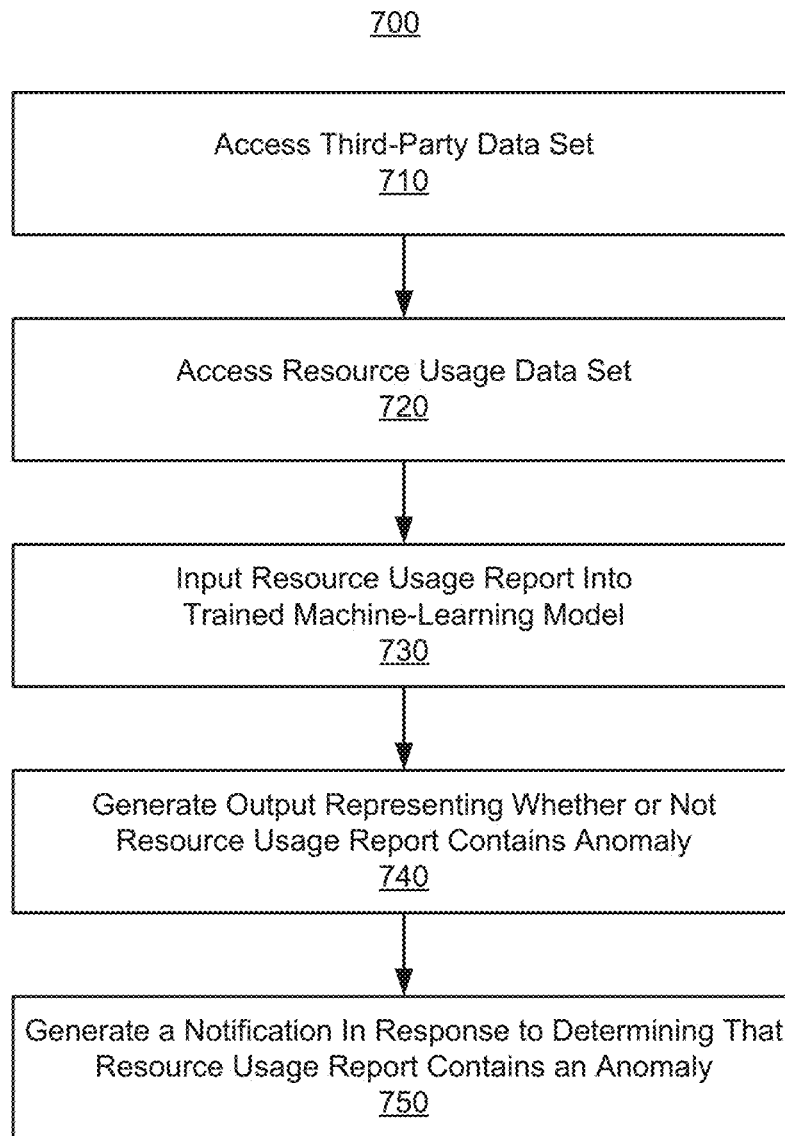 700
Access Third-Party Data Set
710
Access Resource Usage Data Set
720
Input Resource Usage Report Into
Trained Machine-Learning Model
730
Generate Output Representing Whether or Not
Resource Usage Report Contains Anomaly
740
Generate a Notification In Response to Determining That
Resource Usage Report Contains an Anomaly
750